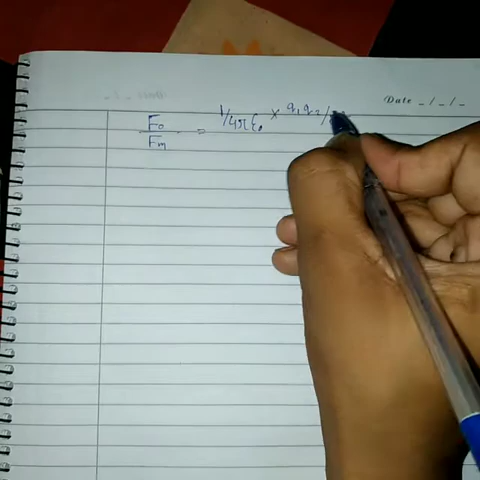 Date _/_/_
F₀/Fₘ = 1/4πε₀ × q₁q₂/